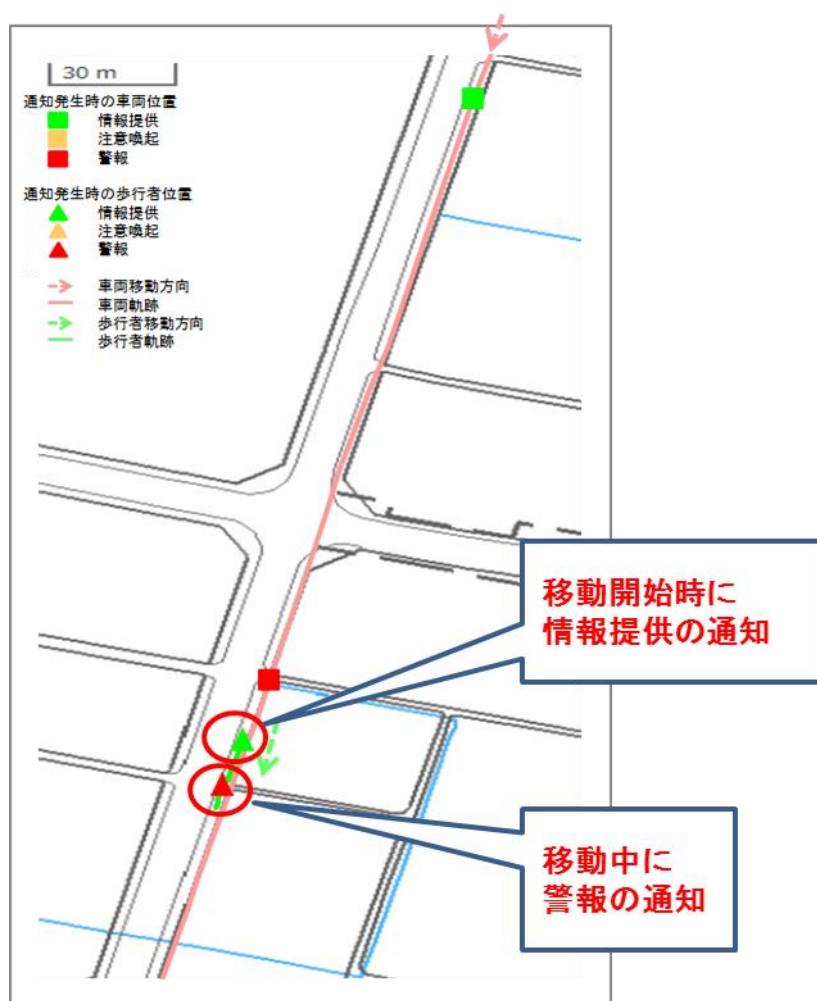 30 m
通知発生時の車両位置
情報提供
注意喚起
警報
通知発生時の歩行者位置
情報提供
注意喚起
警報
車両移動方向
車両軌跡
歩行者移動方向
歩行者軌跡
移動開始時に
情報提供の通知
移動中に
警報の通知